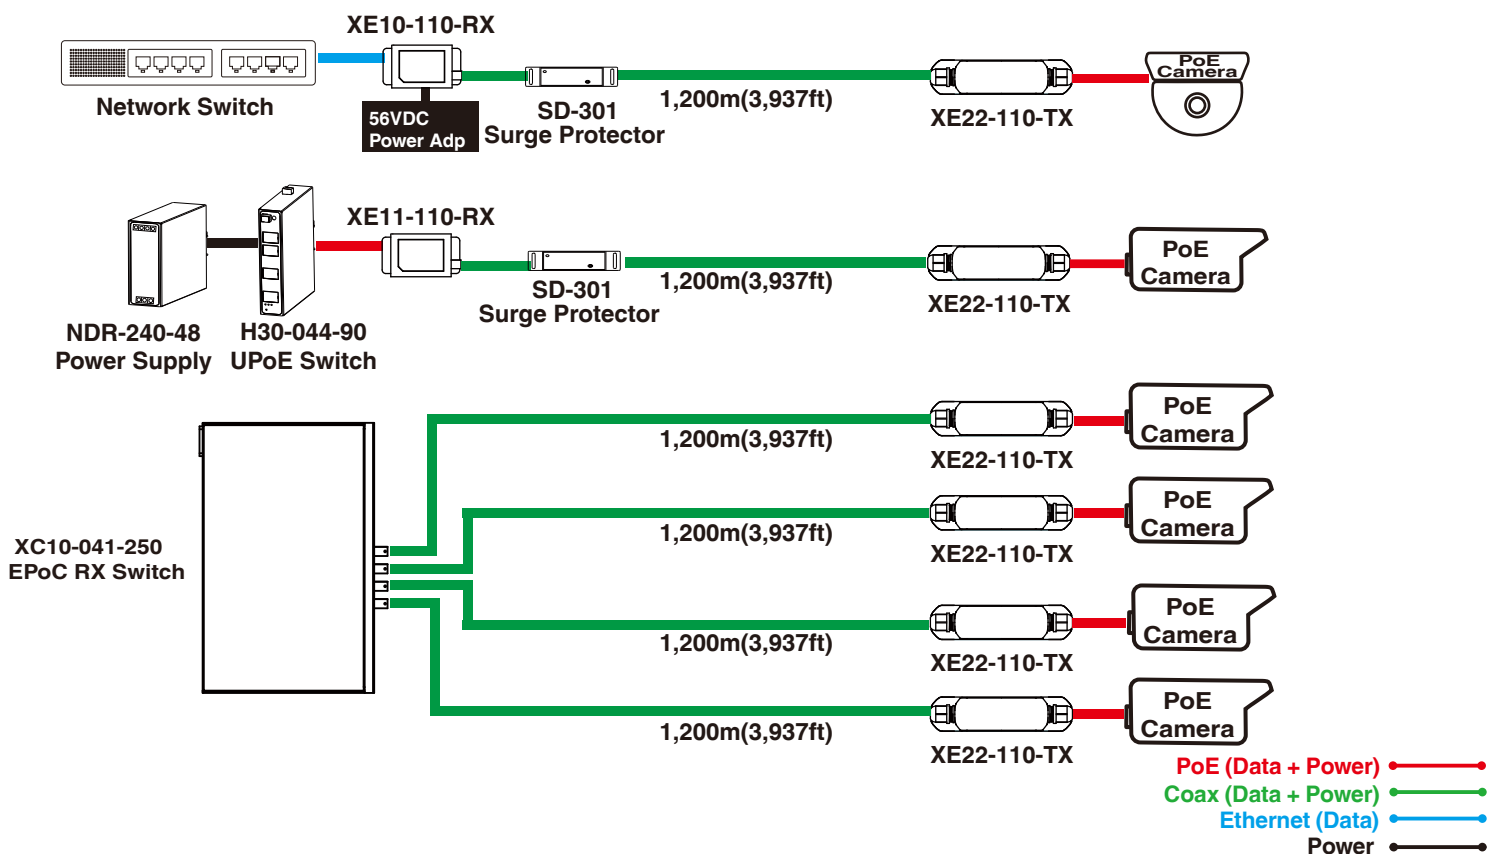 XE10-110-RX
PoE
Camera
Network Switch
56VDC
Power Adp
SD-301
Surge Protector
1,200m(3,937ft)
XE22-110-TX
XE11-110-RX
PoE
Camera
SD-301
Surge Protector
1,200m(3,937ft)
XE22-110-TX
NDR-240-48
Power Supply
H30-044-90
UPoE Switch
PoE
Camera
1,200m(3,937ft)
XE22-110-TX
PoE
Camera
1,200m(3,937ft)
XE22-110-TX
XC10-041-250
EPoC RX Switch
PoE
Camera
1,200m(3,937ft)
XE22-110-TX
PoE
Camera
1,200m(3,937ft)
XE22-110-TX
PoE (Data + Power)
Coax (Data + Power)
Ethernet (Data)
Power